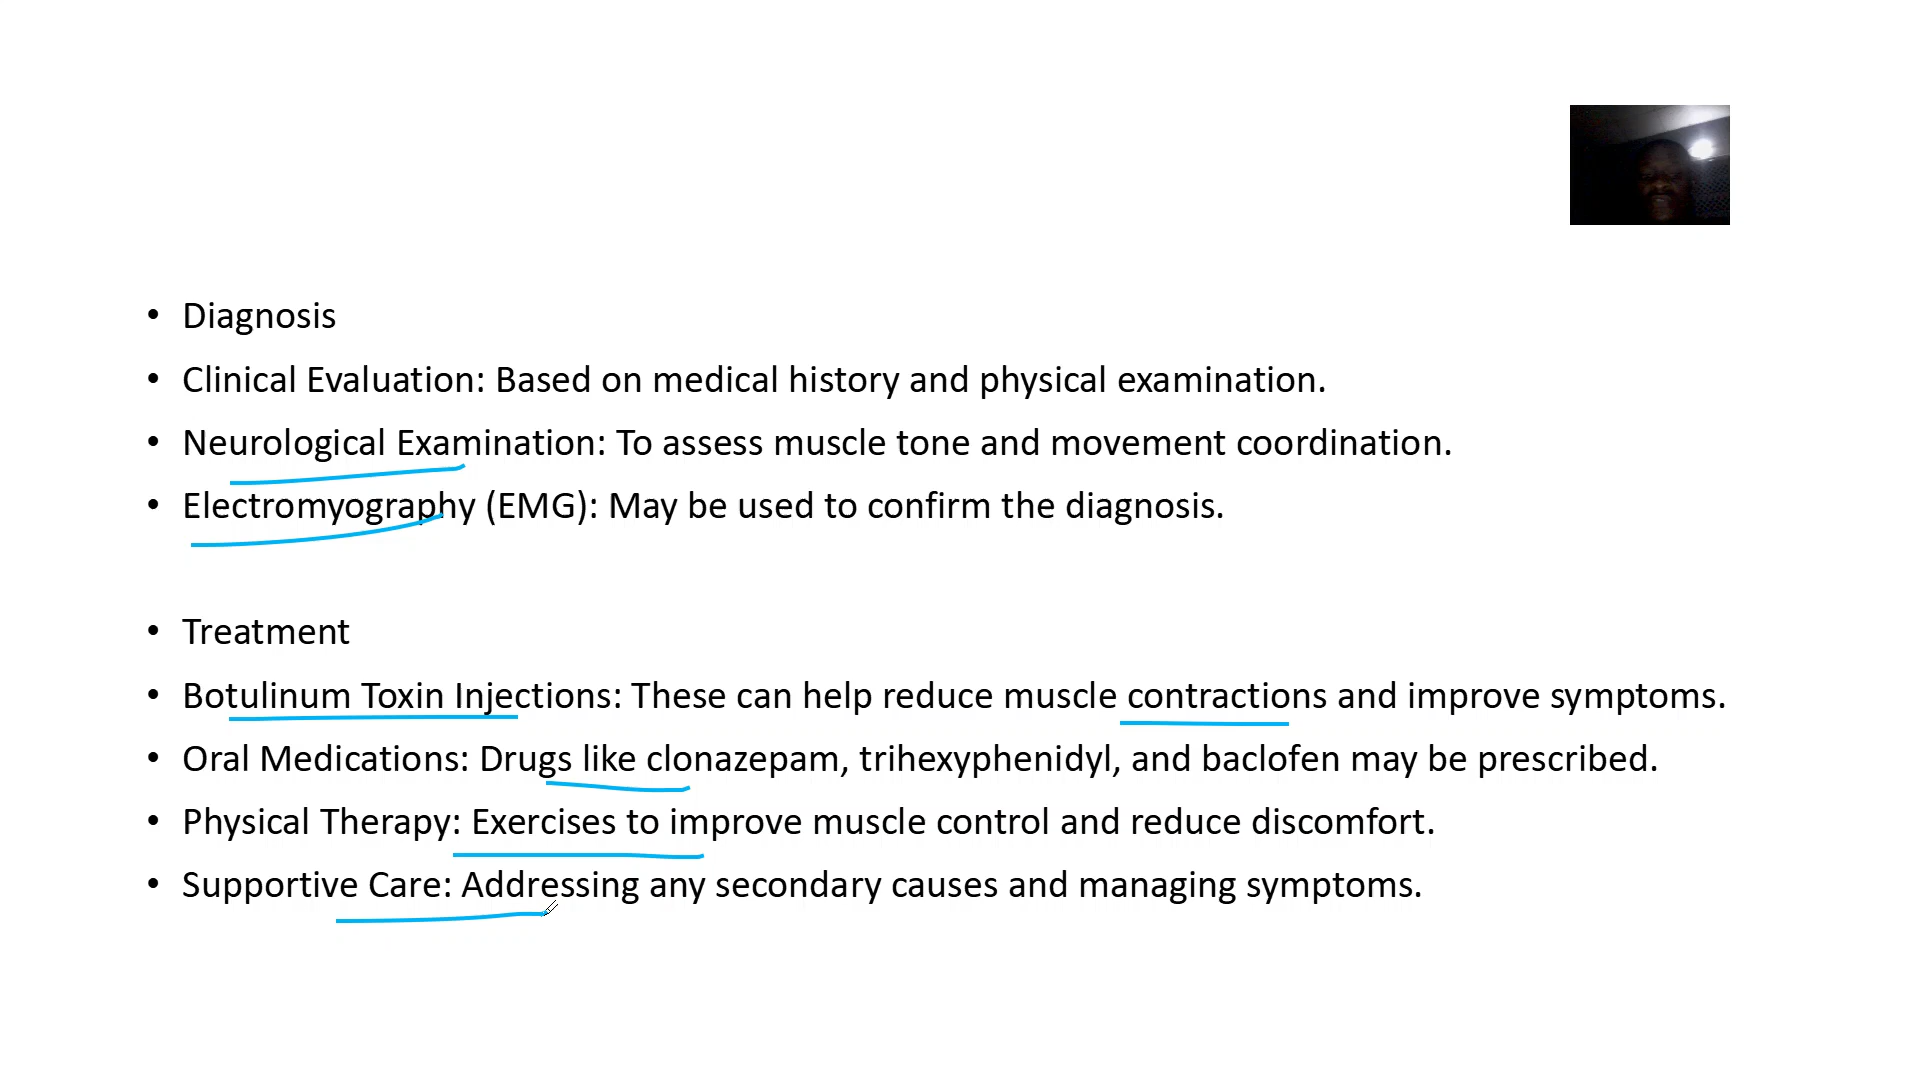 • Diagnosis
• Clinical Evaluation: Based on medical history and physical examination.
• Neurological Examination: To assess muscle tone and movement coordination.
• Electromyography (EMG): May be used to confirm the diagnosis.
• Treatment
• Botulinum Toxin Injections: These can help reduce muscle contractions and improve symptoms.
• Oral Medications: Drugs like clonazepam, trihexyphenidyl, and baclofen may be prescribed.
• Physical Therapy: Exercises to improve muscle control and reduce discomfort.
• Supportive Care: Addressing any secondary causes and managing symptoms.